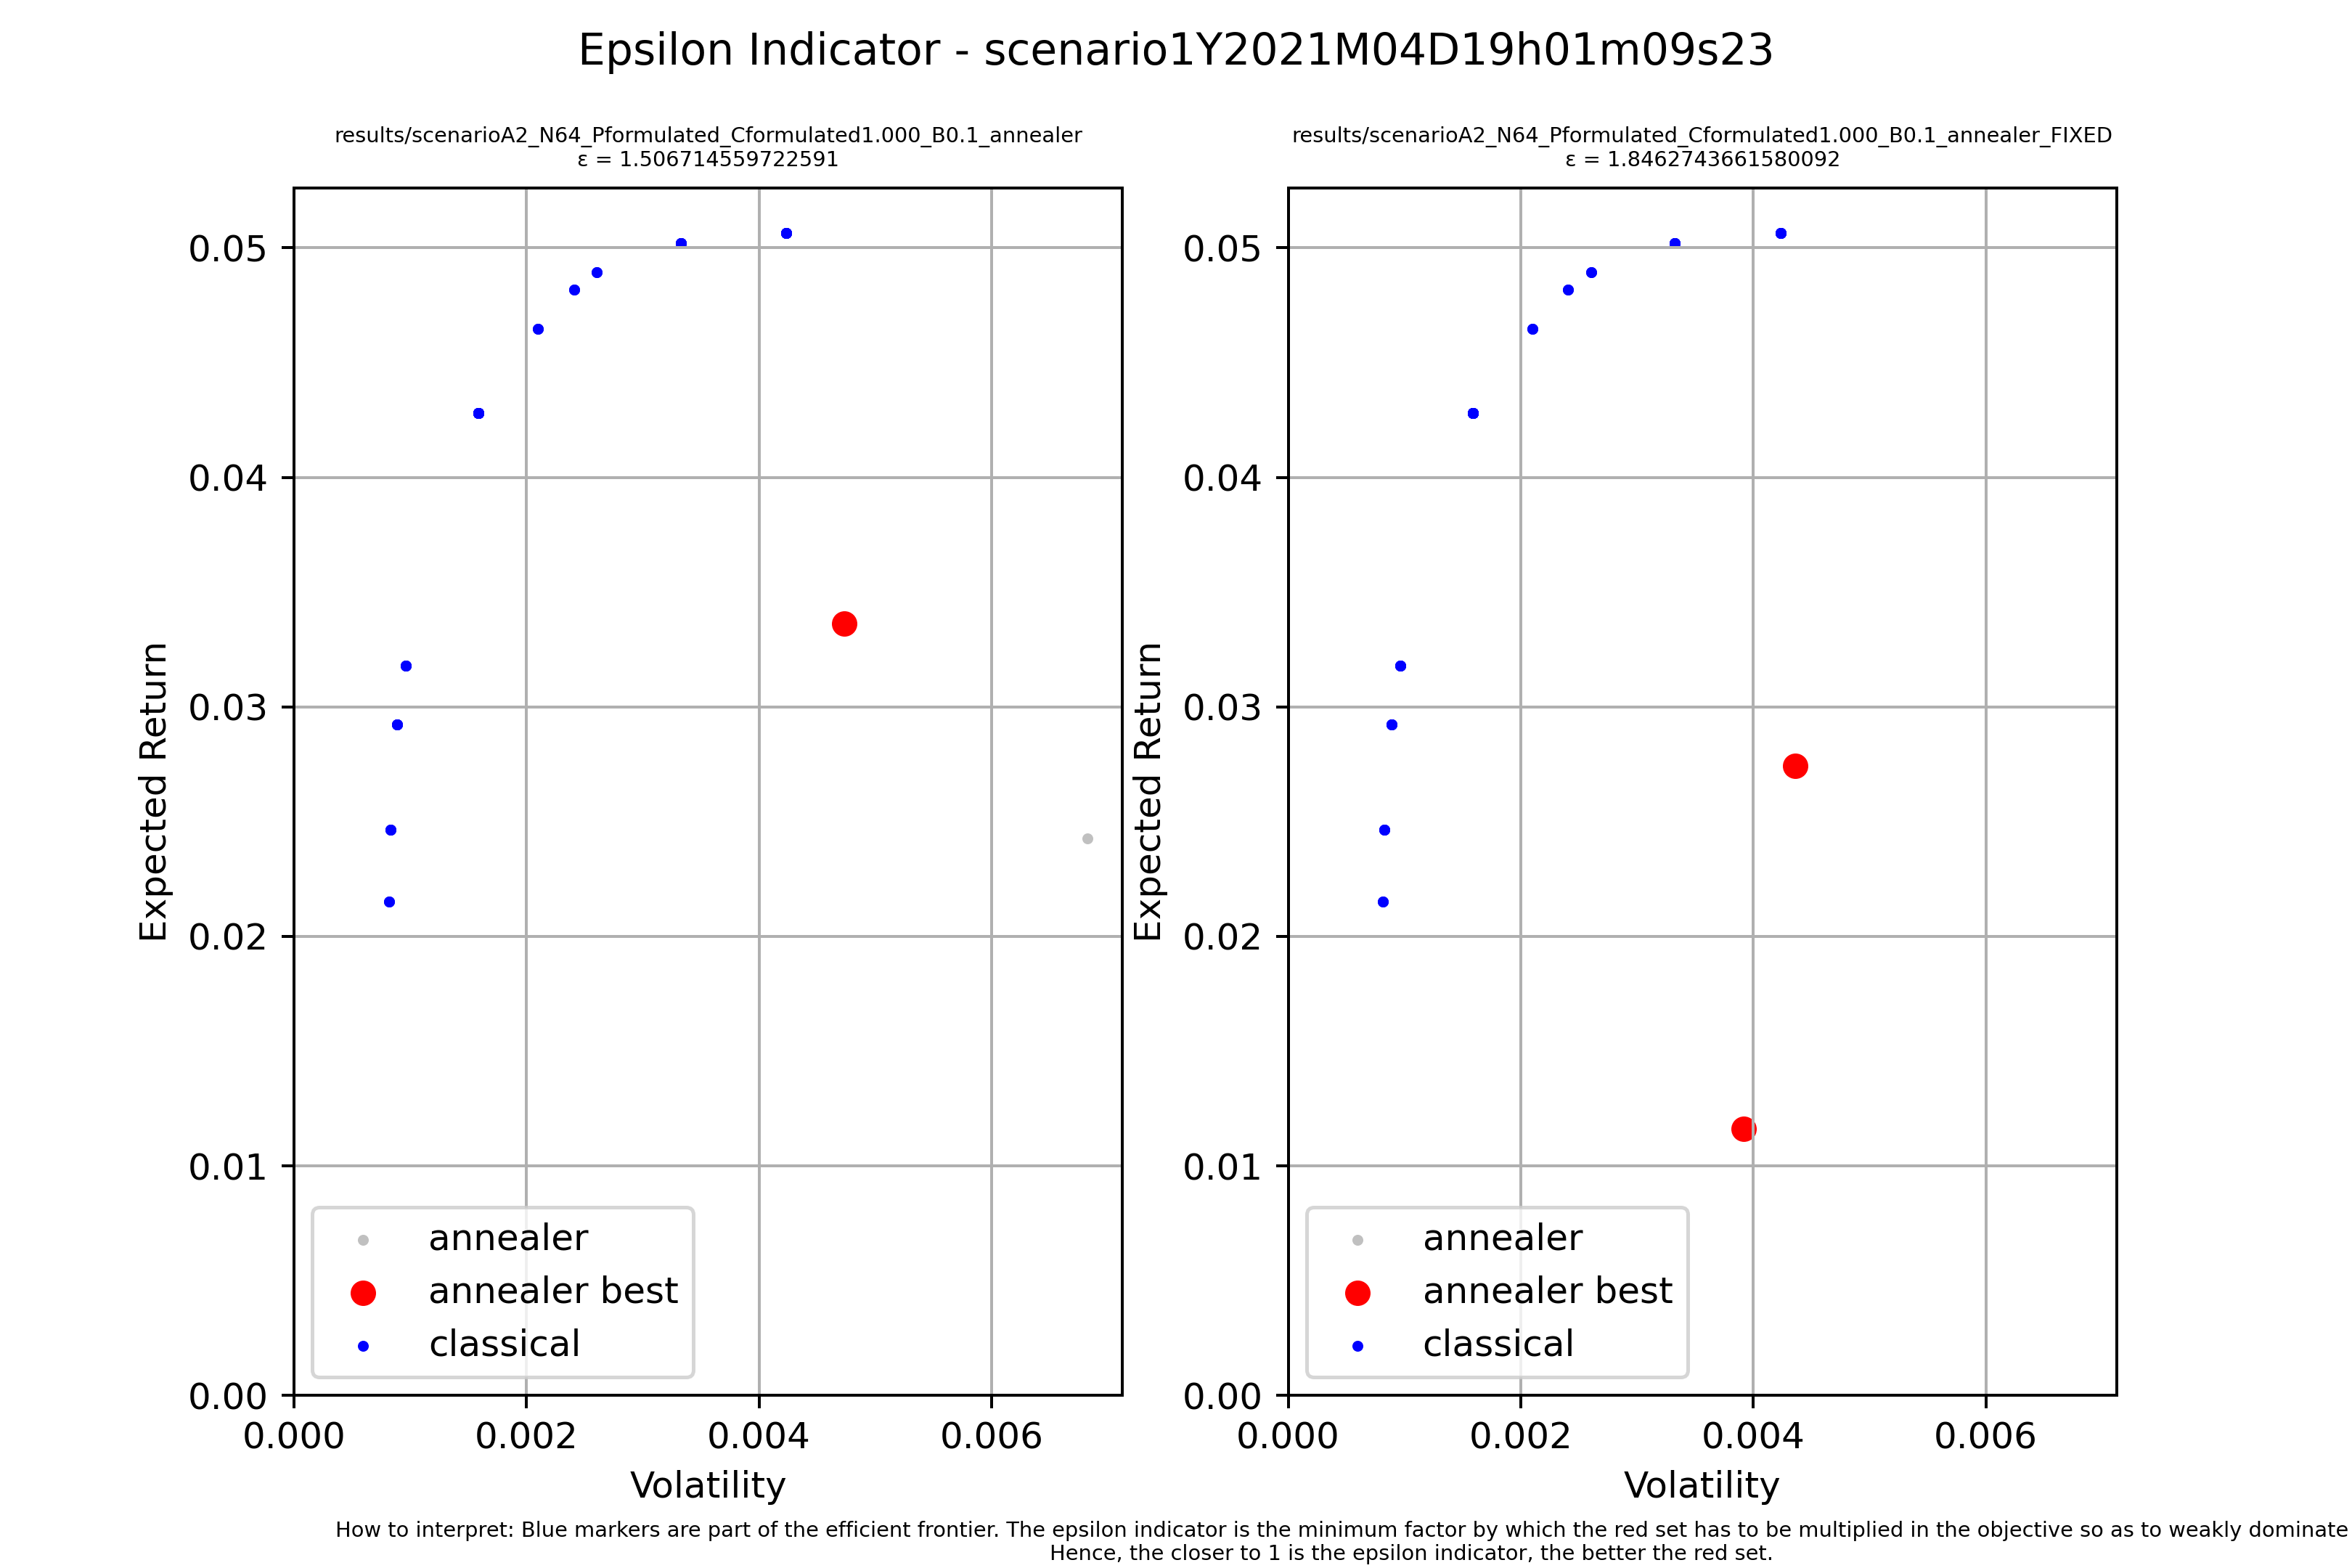 Epsilon Indicator - scenario1Y2021M04D19h01m09s23
results/scenarioA2_N64_Pformulated_Cformulated1.000_B0.1_annealer
ε = 1.506714559722591
0.05
0.04
0.03
0.02
0.01
0.00
Expected Return
annealer
annealer best
classical
0.000
0.002
0.004
0.006
Volatility
results/scenarioA2_N64_Pformulated_Cformulated1.000_B0.1_annealer_FIXED
ε = 1.8462743661580092
0.05
0.04
0.03
0.02
0.01
0.00
Expected Return
annealer
annealer best
classical
0.000
0.002
0.004
0.006
Volatility
How to interpret: Blue markers are part of the efficient frontier. The epsilon indicator is the minimum factor by which the red set has to be multiplied in the objective so as to weakly dominate
Hence, the closer to 1 is the epsilon indicator, the better the red set.